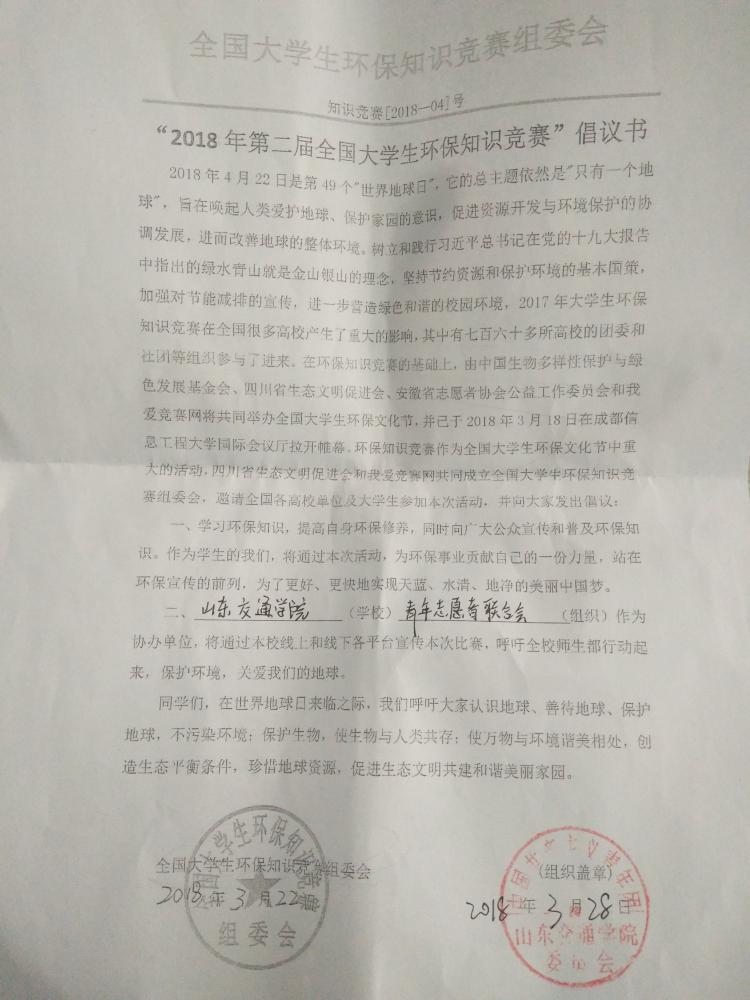 全国大学生环保知识竞赛组委会
知识竞赛[2018—04]号
“2018年第二届全国大学生环保知识竞赛”倡议书
2018年4月22日是第49个"世界地球日"，它的总主题依然是"只有一个地
球"，旨在唤起人类爱护地球、保护家园的意识，促进资源开发与环境保护的协
调发展，进而改善地球的整体环境。树立和践行习近平总书记在党的十九大报告
中指出的绿水青山就是金山银山的理念，坚持节约资源和保护环境的基本国策，
加强对节能减排的宣传，进一步营造绿色和谐的校园环境，2017年大学生环保
知识竞赛在全国很多高校产生了重大的影响，其中有七百六十多所高校的团委和
社团等组织参与了进来。在环保知识竞赛的基础上，由中国生物多样性保护与绿
色发展基金会、四川省生态文明促进会、安徽省志愿者协会公益工作委员会和我
爱竞赛网将共同举办全国大学生环保文化节，并已于2018年3月18日在成都信
息工程大学国际会议厅拉开帷幕。环保知识竞赛作为全国大学生环保文化节中重
大的活动，四川省生态文明促进会和我爱竞赛网共同成立全国大学生环保知识竞
赛组委会，邀请全国各高校单位及大学生参加本次活动，并向大家发出倡议：
一、学习环保知识，提高自身环保修养，同时向广大公众宣传和普及环保知
识。作为学生的我们，将通过本次活动，为环保事业贡献自己的一份力量，站在
环保宣传的前列，为了更好、更快地实现天蓝、水清、地净的美丽中国梦。
二、山东交通学院（学校）青年志愿者联合会（组织）作为
协办单位，将通过本校线上和线下各平台宣传本次比赛，呼吁全校师生都行动起
来，保护环境，关爱我们的地球。
同学们，在世界地球日来临之际，我们呼吁大家认识地球、善待地球、保护
地球，不污染环境；保护生物，使生物与人类共存；使万物与环境谐美相处，创
造生态平衡条件，珍惜地球资源，促进生态文明共建和谐美丽家园。
全国大学生环保知识竞赛组委会
2018年3月22
全国大学生环保知识竞赛
组委会
（组织盖章）
2018年3月28日
中国共产主义青年团
山东交通学院
委员会